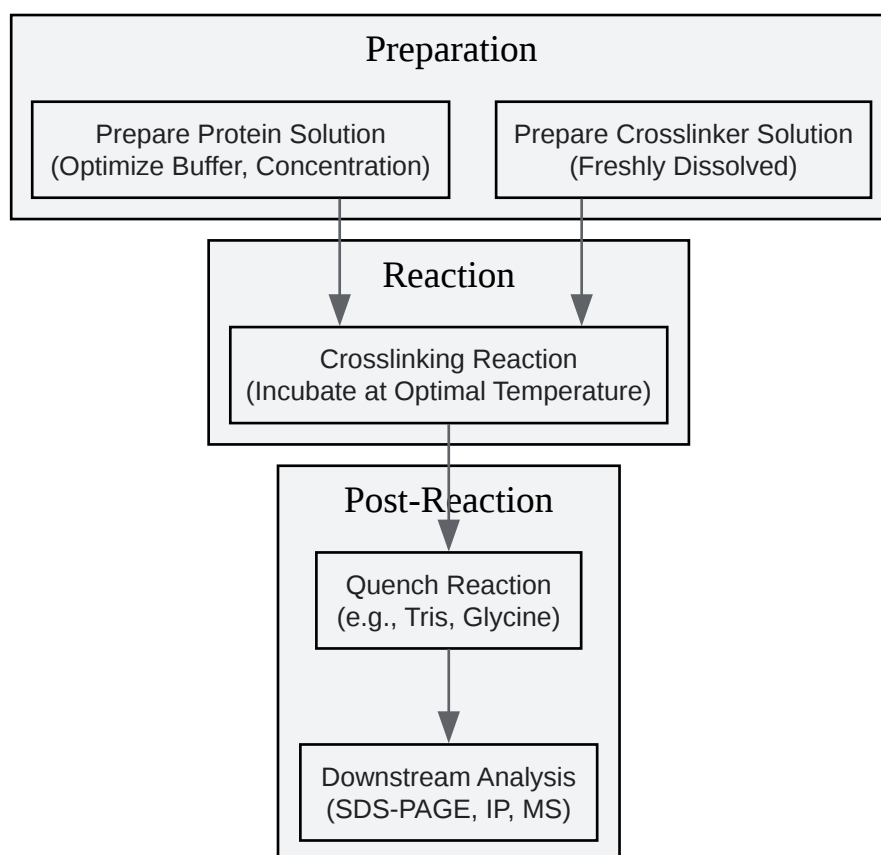 Preparation
Prepare Protein Solution
(Optimize Buffer, Concentration)
Prepare Crosslinker Solution
(Freshly Dissolved)
Reaction
Crosslinking Reaction
(Incubate at Optimal Temperature)
Post-Reaction
Quench Reaction
(e.g., Tris, Glycine)
Downstream Analysis
(SDS-PAGE, IP, MS)